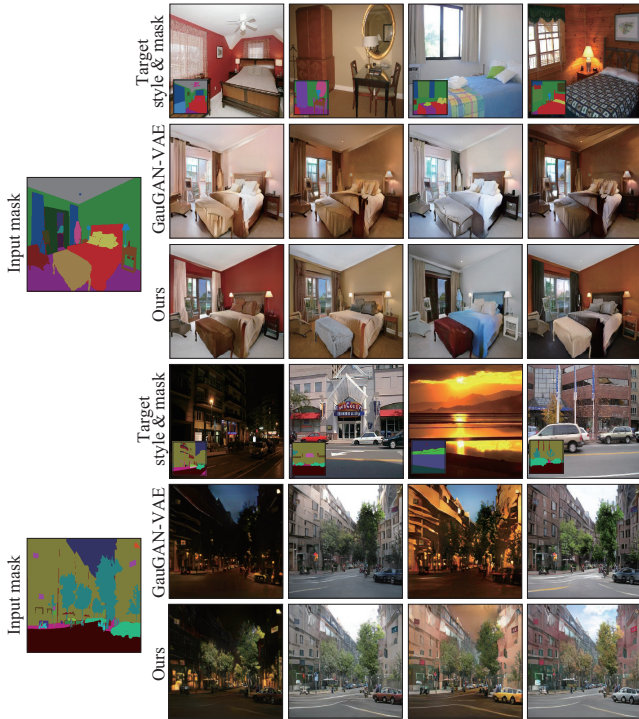 Target
style & mask
GauGAN-VAE
Input mask
Ours
Target
style & mask
GauGAN-VAE
Input mask
Ours